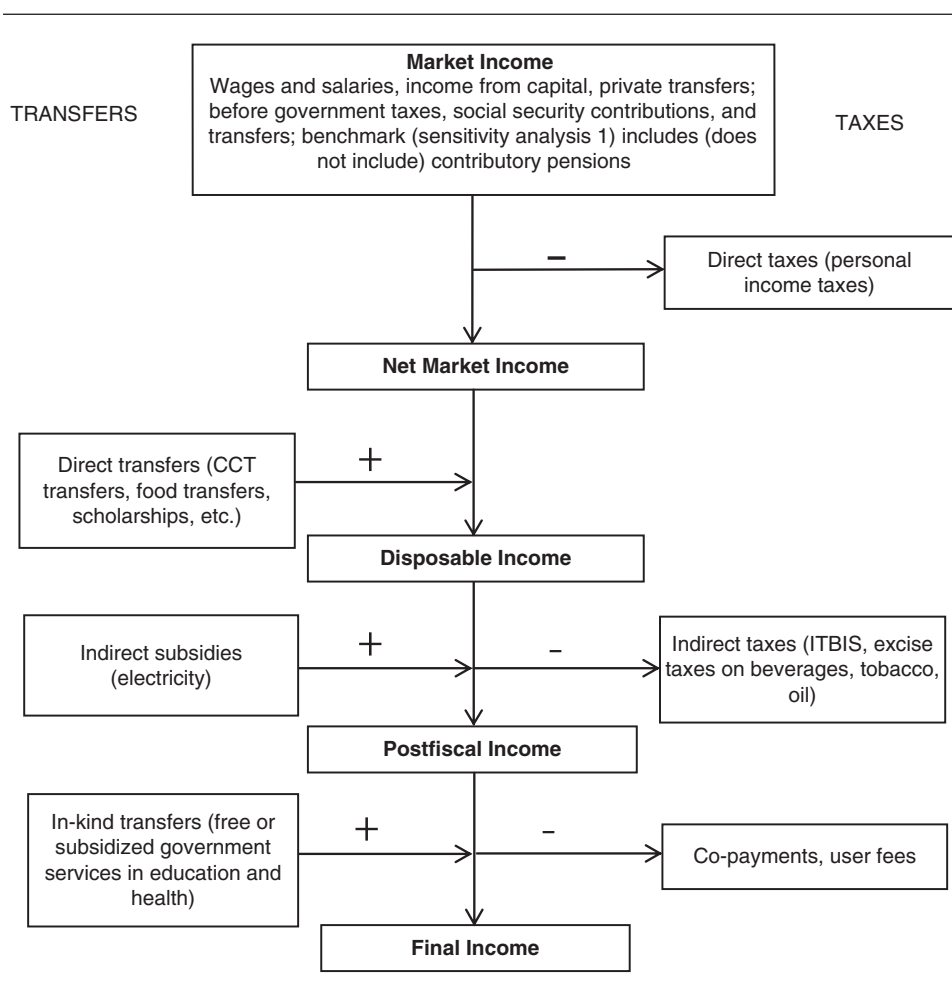 Market Income
Wages and salaries, income from capital, private transfers;
before government taxes, social security contributions, and
transfers; benchmark (sensitivity analysis 1) includes (does
not include) contributory pensions
TRANSFERS
TAXES
–
Direct taxes (personal
income taxes)
Net Market Income
Direct transfers (CCT
transfers, food transfers,
scholarships, etc.)
+
Disposable Income
Indirect subsidies
(electricity)
+
-
Indirect taxes (ITBIS, excise
taxes on beverages, tobacco,
oil)
Postfiscal Income
In-kind transfers (free or
subsidized government
services in education and
health)
+
-
Co-payments, user fees
Final Income